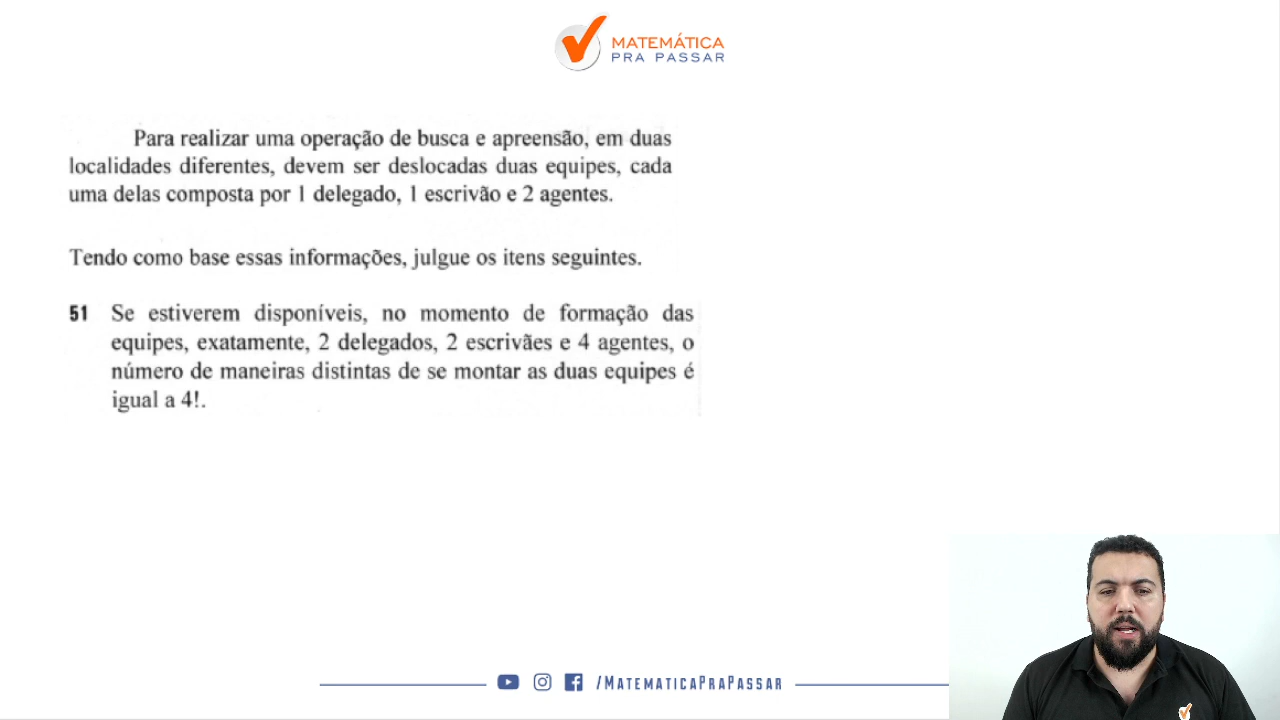 MATEMÁTICA
PRA PASSAR
Para realizar uma operação de busca e apreensão, em duas
localidades diferentes, devem ser deslocadas duas equipes, cada
uma delas composta por 1 delegado, 1 escrivão e 2 agentes.
Tendo como base essas informações, julgue os itens seguintes.
51 Se estiverem disponíveis, no momento de formação das
equipes, exatamente, 2 delegados, 2 escrivães e 4 agentes, o
número de maneiras distintas de se montar as duas equipes é
igual a 4!.
/MATEMATICAPRAPASSAR